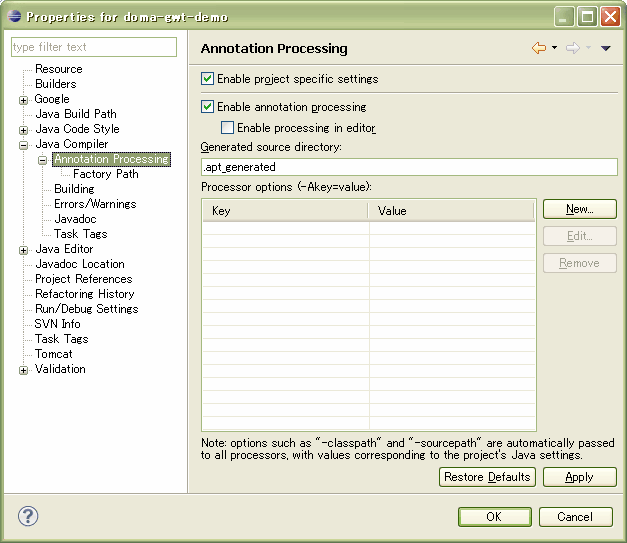 Properties for doma-gwt-demo
type filter text
Resource
Builders
Google
Java Build Path
Java Code Style
Java Compiler
Annotation Processing
Factory Path
Building
Errors/Warnings
Javadoc
Task Tags
Java Editor
Javadoc Location
Project References
Refactoring History
Run/Debug Settings
SVN Info
Task Tags
Tomcat
Validation
Annotation Processing
Enable project specific settings
Enable annotation processing
Enable processing in editor
Generated source directory:
.apt_generated
Processor options (-Akey=value):
Key Value
New...
Edit...
Remove
Note: options such as "-classpath" and "-sourcepath" are automatically passed
to all processors, with values corresponding to the project's Java settings.
Restore Defaults Apply
OK Cancel